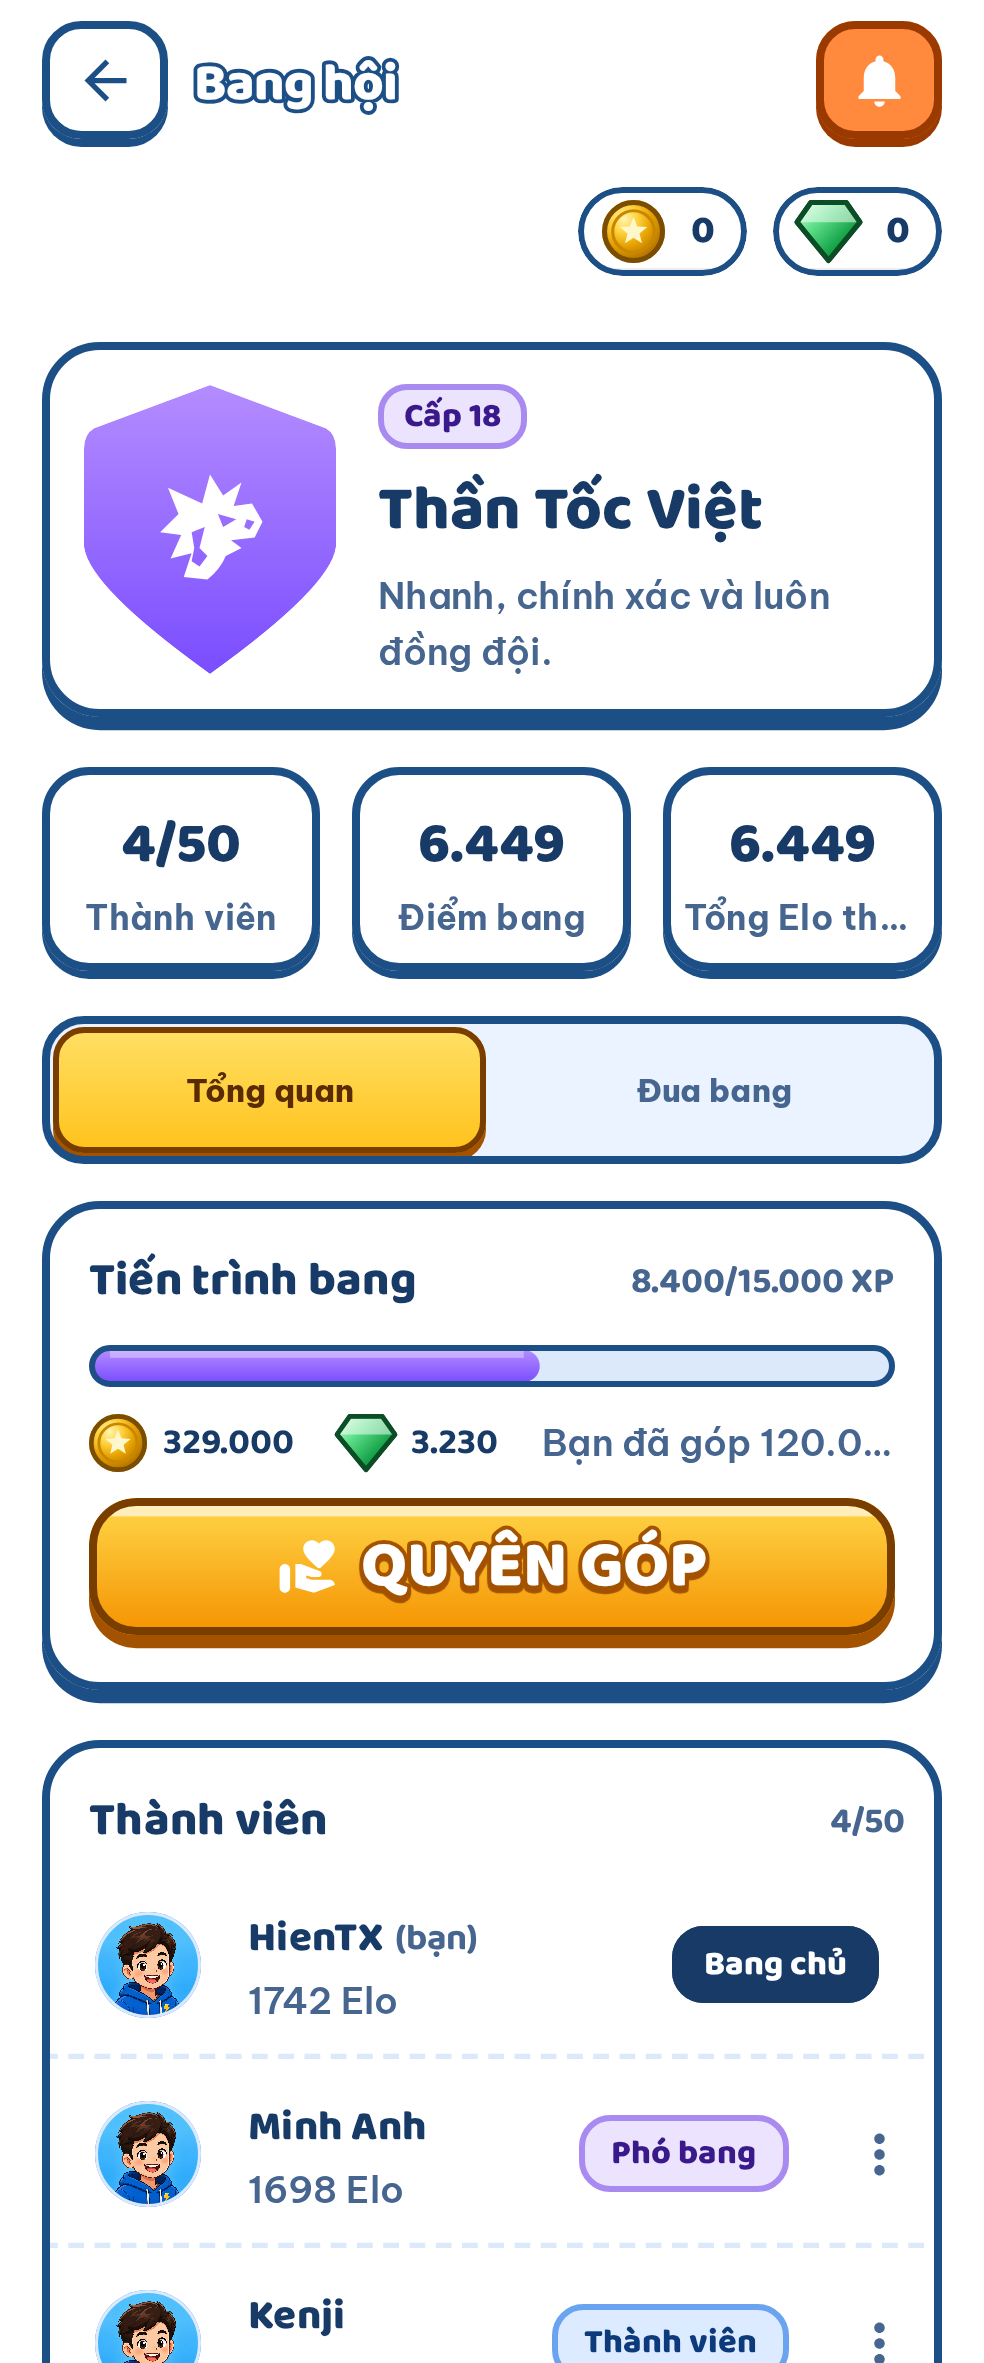 Bang hội
0
0
Cấp 18
Thần Tốc Việt
Nhanh, chính xác và luôn
đồng đội.
4/50
Thành viên
6.449
Điểm bang
6.449
Tổng Elo th...
Tổng quan
Đua bang
Tiến trình bang
8.400/15.000 XP
329.000
3.230
Bạn đã góp 120.0...
QUYÊN GÓP
Thành viên
4/50
HienTX (bạn)
1742 Elo
Bang chủ
Minh Anh
1698 Elo
Phó bang
Kenji
Thành viên